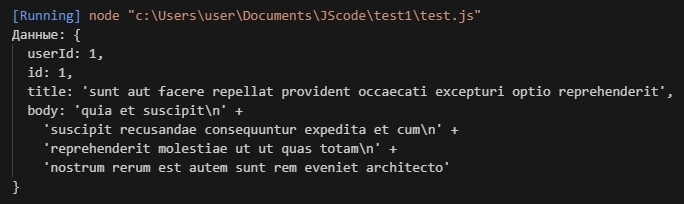 [Running] node "c:\Users\user\Documents\JScode\test1\test.js"
Данные: {
  userId: 1,
  id: 1,
  title: 'sunt aut facere repellat provident occaecati excepturi optio reprehenderit',
  body: 'quia et suscipit\n' +
    'suscipit recusandae consequuntur expedita et cum\n' +
    'reprehenderit molestiae ut ut quas totam\n' +
    'nostrum rerum est autem sunt rem eveniet architecto'
}